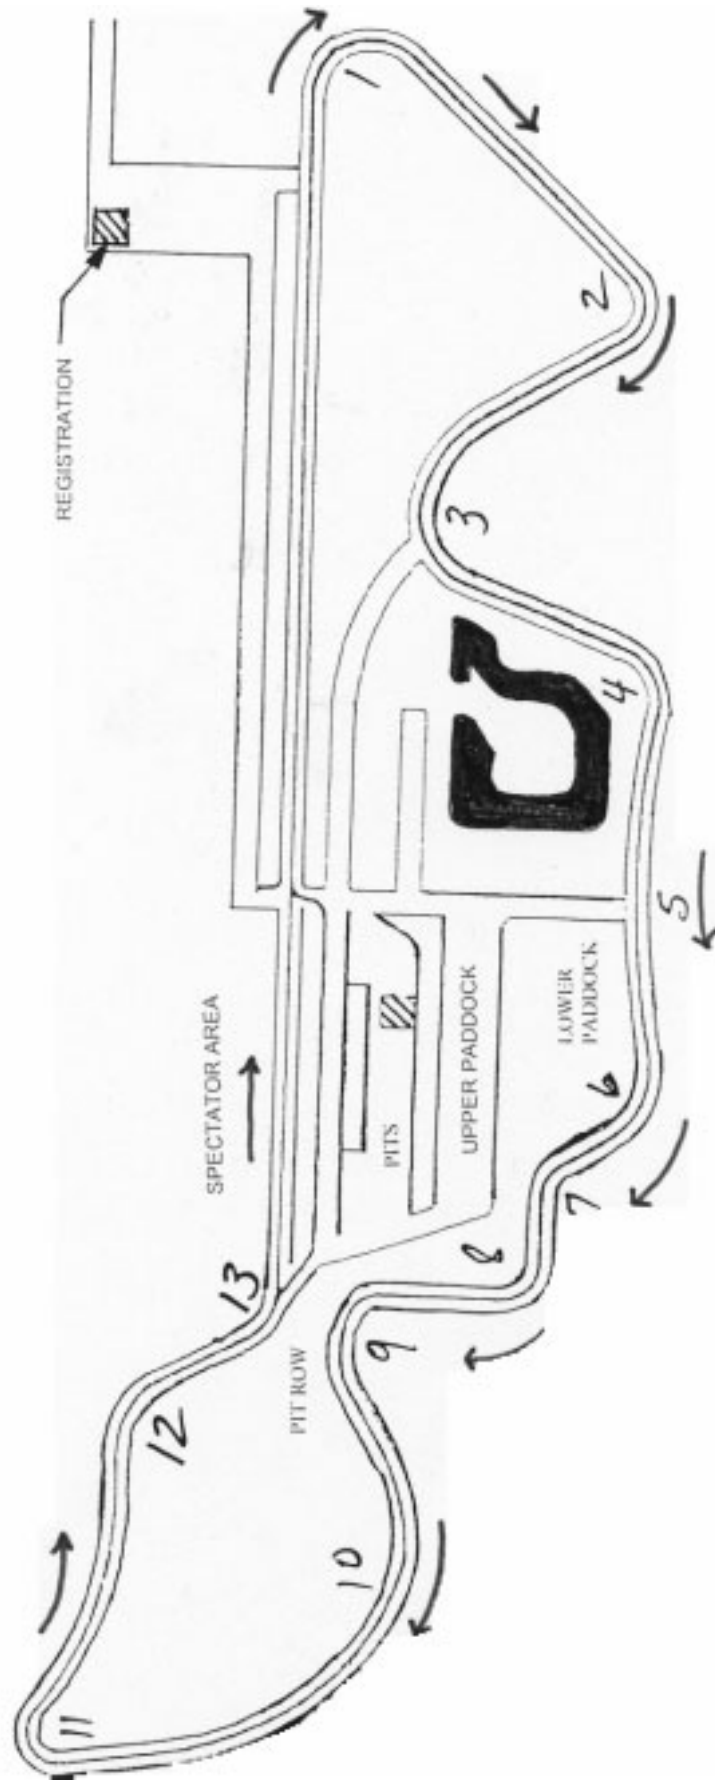 1
2
REGISTRATION
3
4
5
SPECTATOR AREA
PITS
UPPER PADDOCK
LOWER
PADDOCK
6
7
8
13
9
PIT ROW
12
10
11